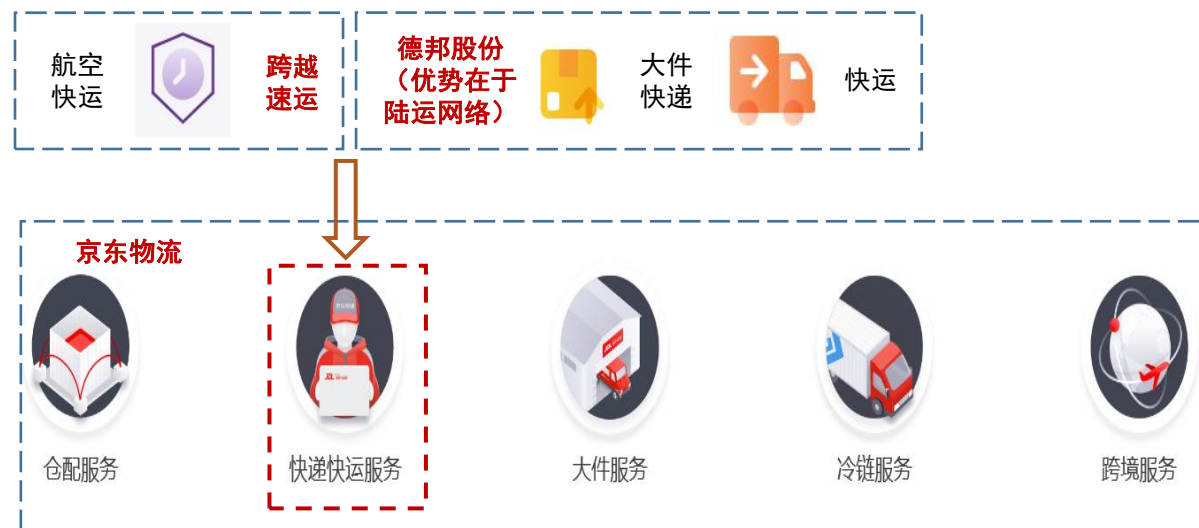 航空
快运
跨越
速运
德邦股份
（优势在于
陆运网络）
大件
快递
快运
京东物流
JDL
JDL
仓配服务
快递快运服务
大件服务
冷链服务
跨境服务